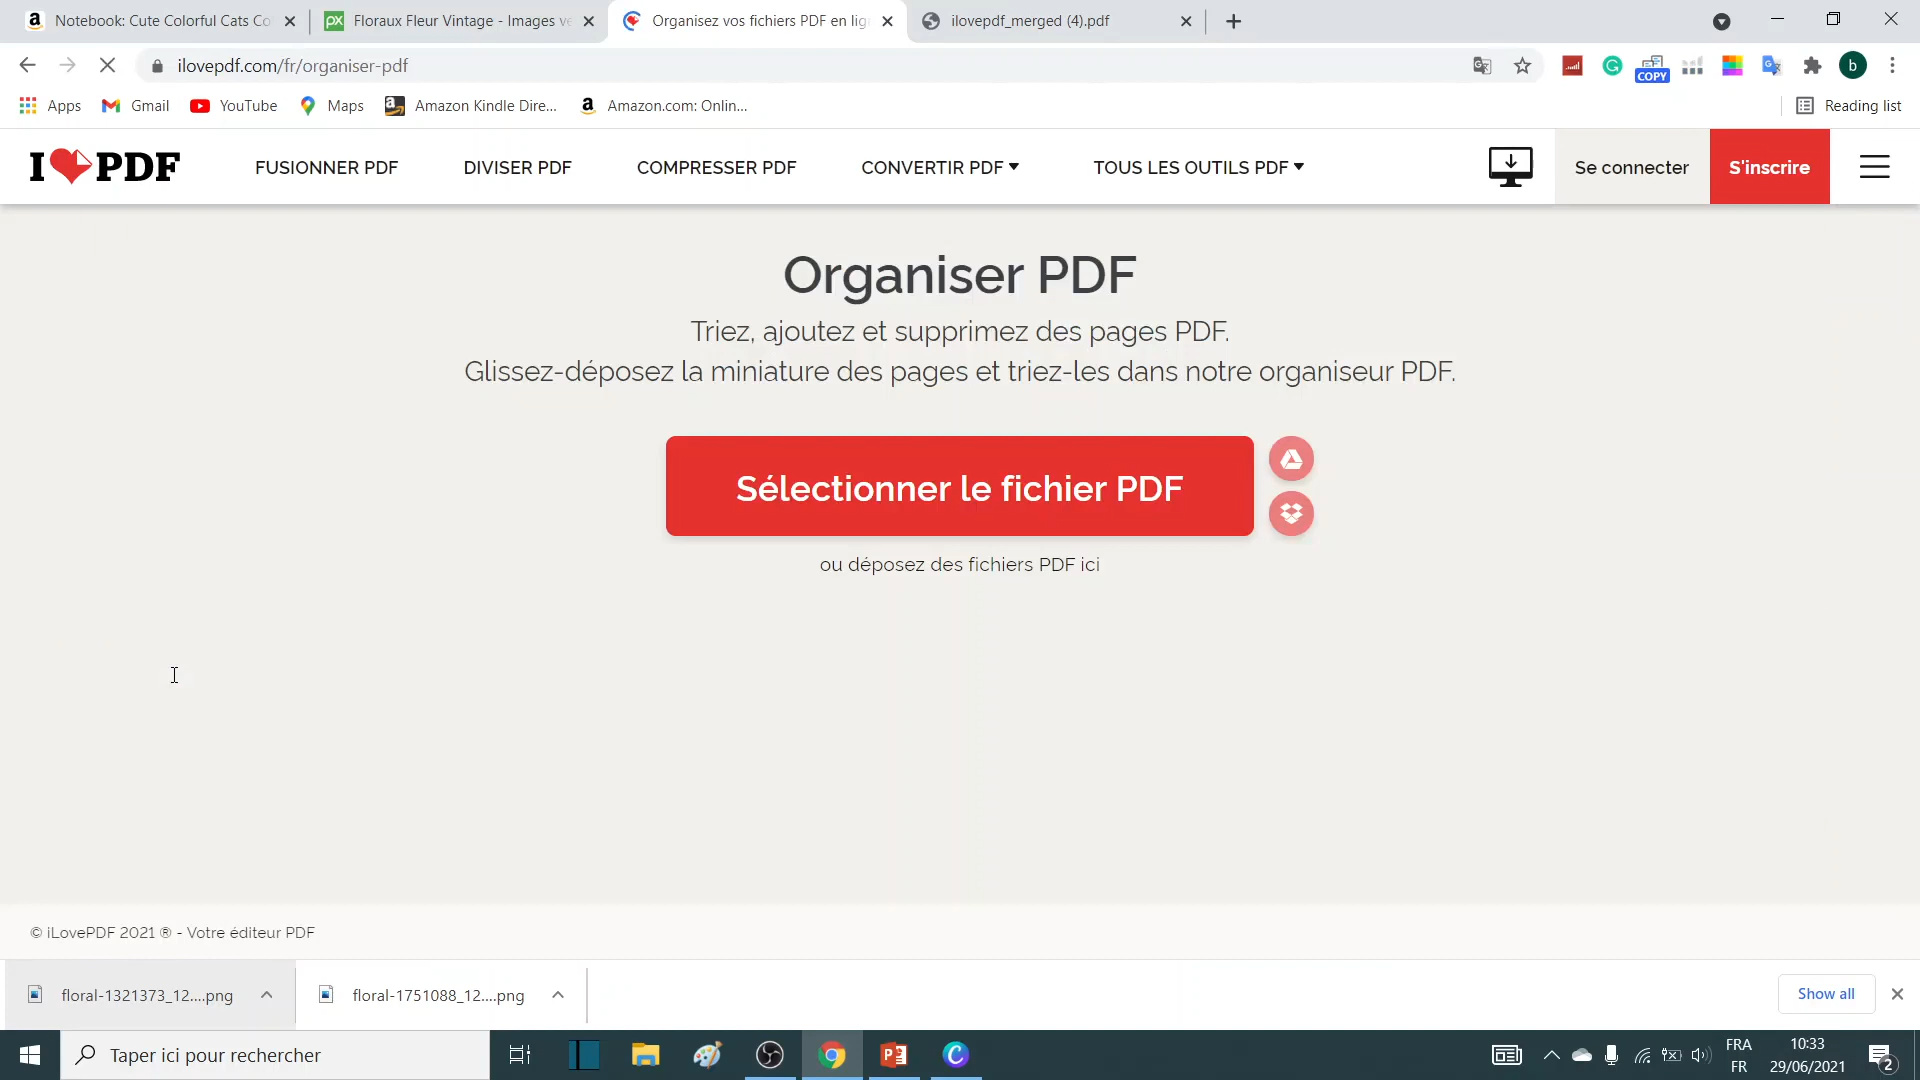 Notebook: Cute Colorful Cats Co
Floraux Fleur Vintage - Images ve
Organisez vos fichiers PDF en lig
ilovepdf_merged (4).pdf
ilovepdf.com/fr/organiser-pdf
COPY
b
Apps
Gmail
YouTube
Maps
Amazon Kindle Dire...
Amazon.com: Onlin...
Reading list
I PDF
FUSIONNER PDF
DIVISER PDF
COMPRESSER PDF
CONVERTIR PDF
TOUS LES OUTILS PDF
Se connecter
S'inscrire
Organiser PDF
Triez, ajoutez et supprimez des pages PDF.
Glissez-déposez la miniature des pages et triez-les dans notre organiseur PDF.
Sélectionner le fichier PDF
ou déposez des fichiers PDF ici
© iLovePDF 2021 ® - Votre éditeur PDF
floral-1321373_12....png
floral-1751088_12....png
Show all
Taper ici pour rechercher
FRA
FR
10:33
29/06/2021
2